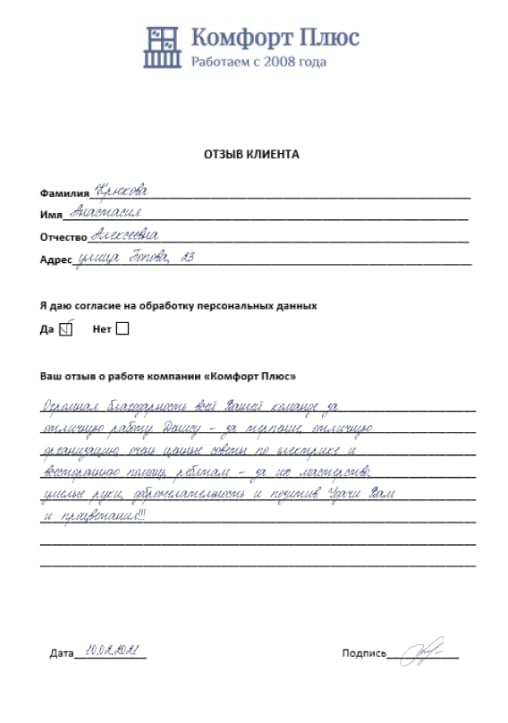 Комфорт Плюс
Работаем с 2008 года
ОТЗЫВ КЛИЕНТА
Фамилия Крюкова
Имя Анастасия
Отчество Алексеевна
Адрес улица Попова, 23
Я даю согласие на обработку персональных данных
Да Нет
Ваш отзыв о работе компании «Комфорт Плюс»
Огромная благодарность всей Вашей команде за
отличную работу Денису - за терпение, отличную
организацию, очень ценные советы по электрике и
всестороннюю помощь, ребятам - за их мастерство,
умелые руки, доброжелательность и позитив Удачи Вам
и процветания!!!
Дата 10.02.2021 Подпись